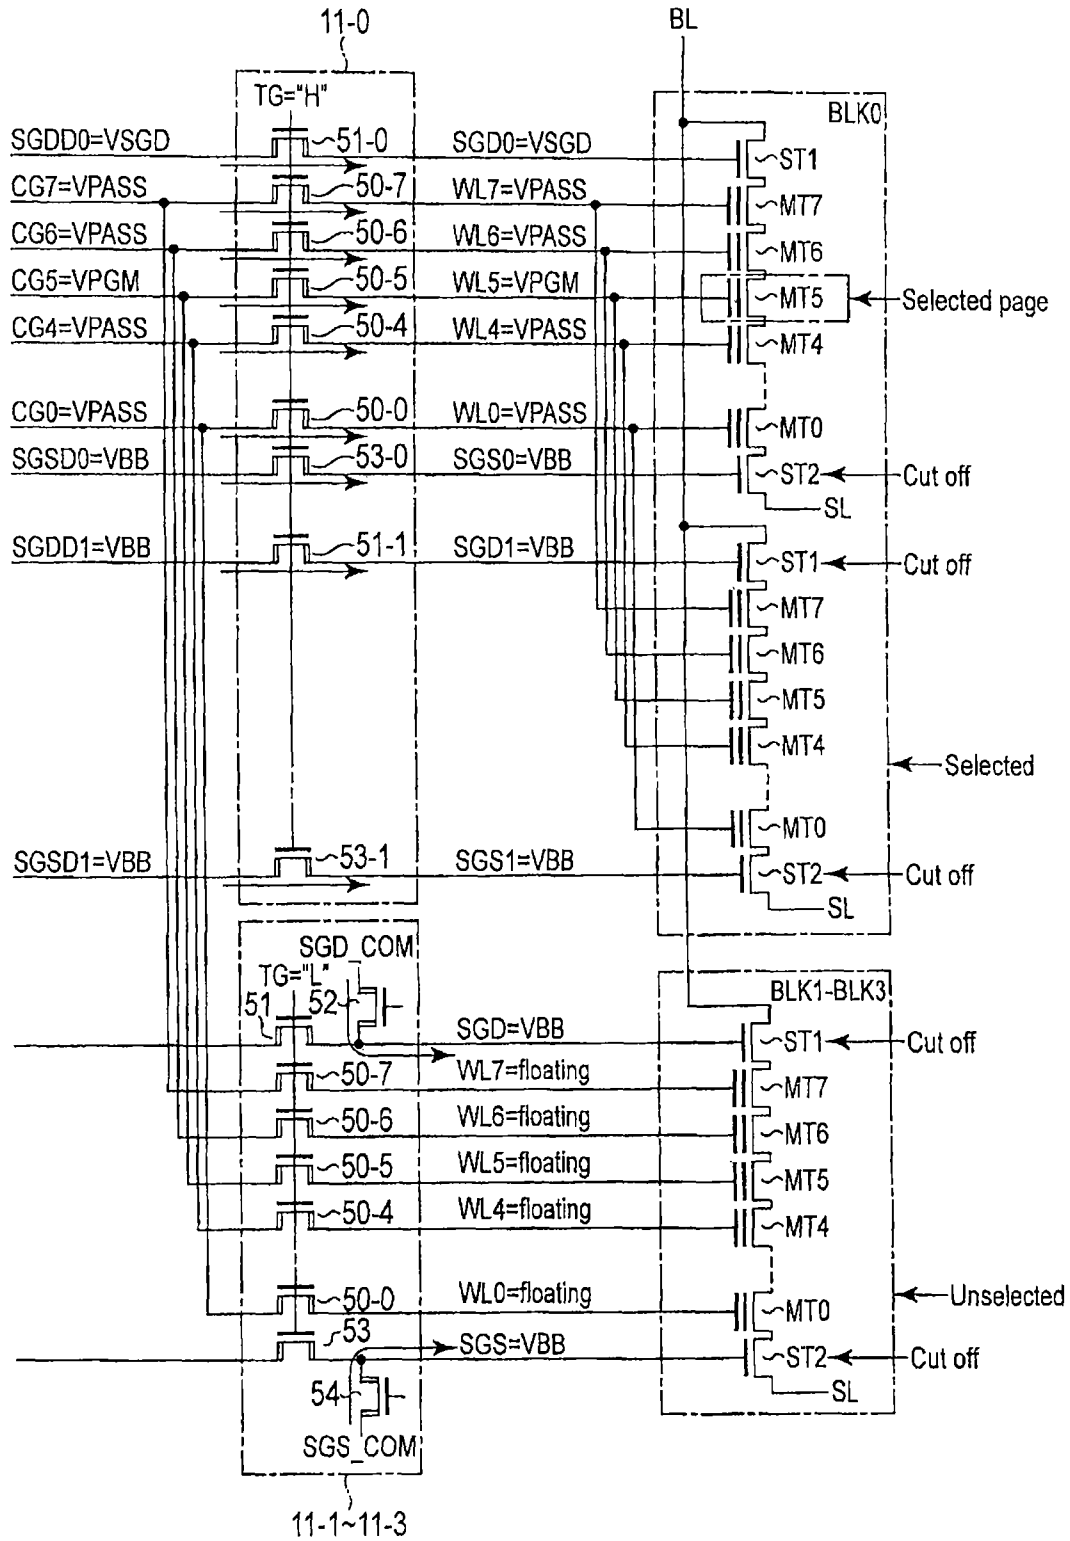 11-0
BL
TG="H"
BLK0
SGDD0=VSGD
51-0
SGD0=VSGD
ST1
CG7=VPASS
50-7
WL7=VPASS
MT7
CG6=VPASS
50-6
WL6=VPASS
MT6
CG5=VPGM
50-5
WL5=VPGM
MT5
Selected page
CG4=VPASS
50-4
WL4=VPASS
MT4
CG0=VPASS
50-0
WL0=VPASS
MT0
SGSD0=VBB
53-0
SGS0=VBB
ST2
Cut off
SL
SGDD1=VBB
51-1
SGD1=VBB
ST1
Cut off
MT7
MT6
MT5
MT4
Selected
MT0
SGSD1=VBB
53-1
SGS1=VBB
ST2
Cut off
SL
SGD_COM
TG="L"
BLK1-BLK3
51
52
SGD=VBB
ST1
Cut off
50-7
WL7=floating
MT7
50-6
WL6=floating
MT6
50-5
WL5=floating
MT5
50-4
WL4=floating
MT4
50-0
WL0=floating
MT0
Unselected
53
SGS=VBB
ST2
Cut off
54
SL
SGS_COM
11-1~11-3